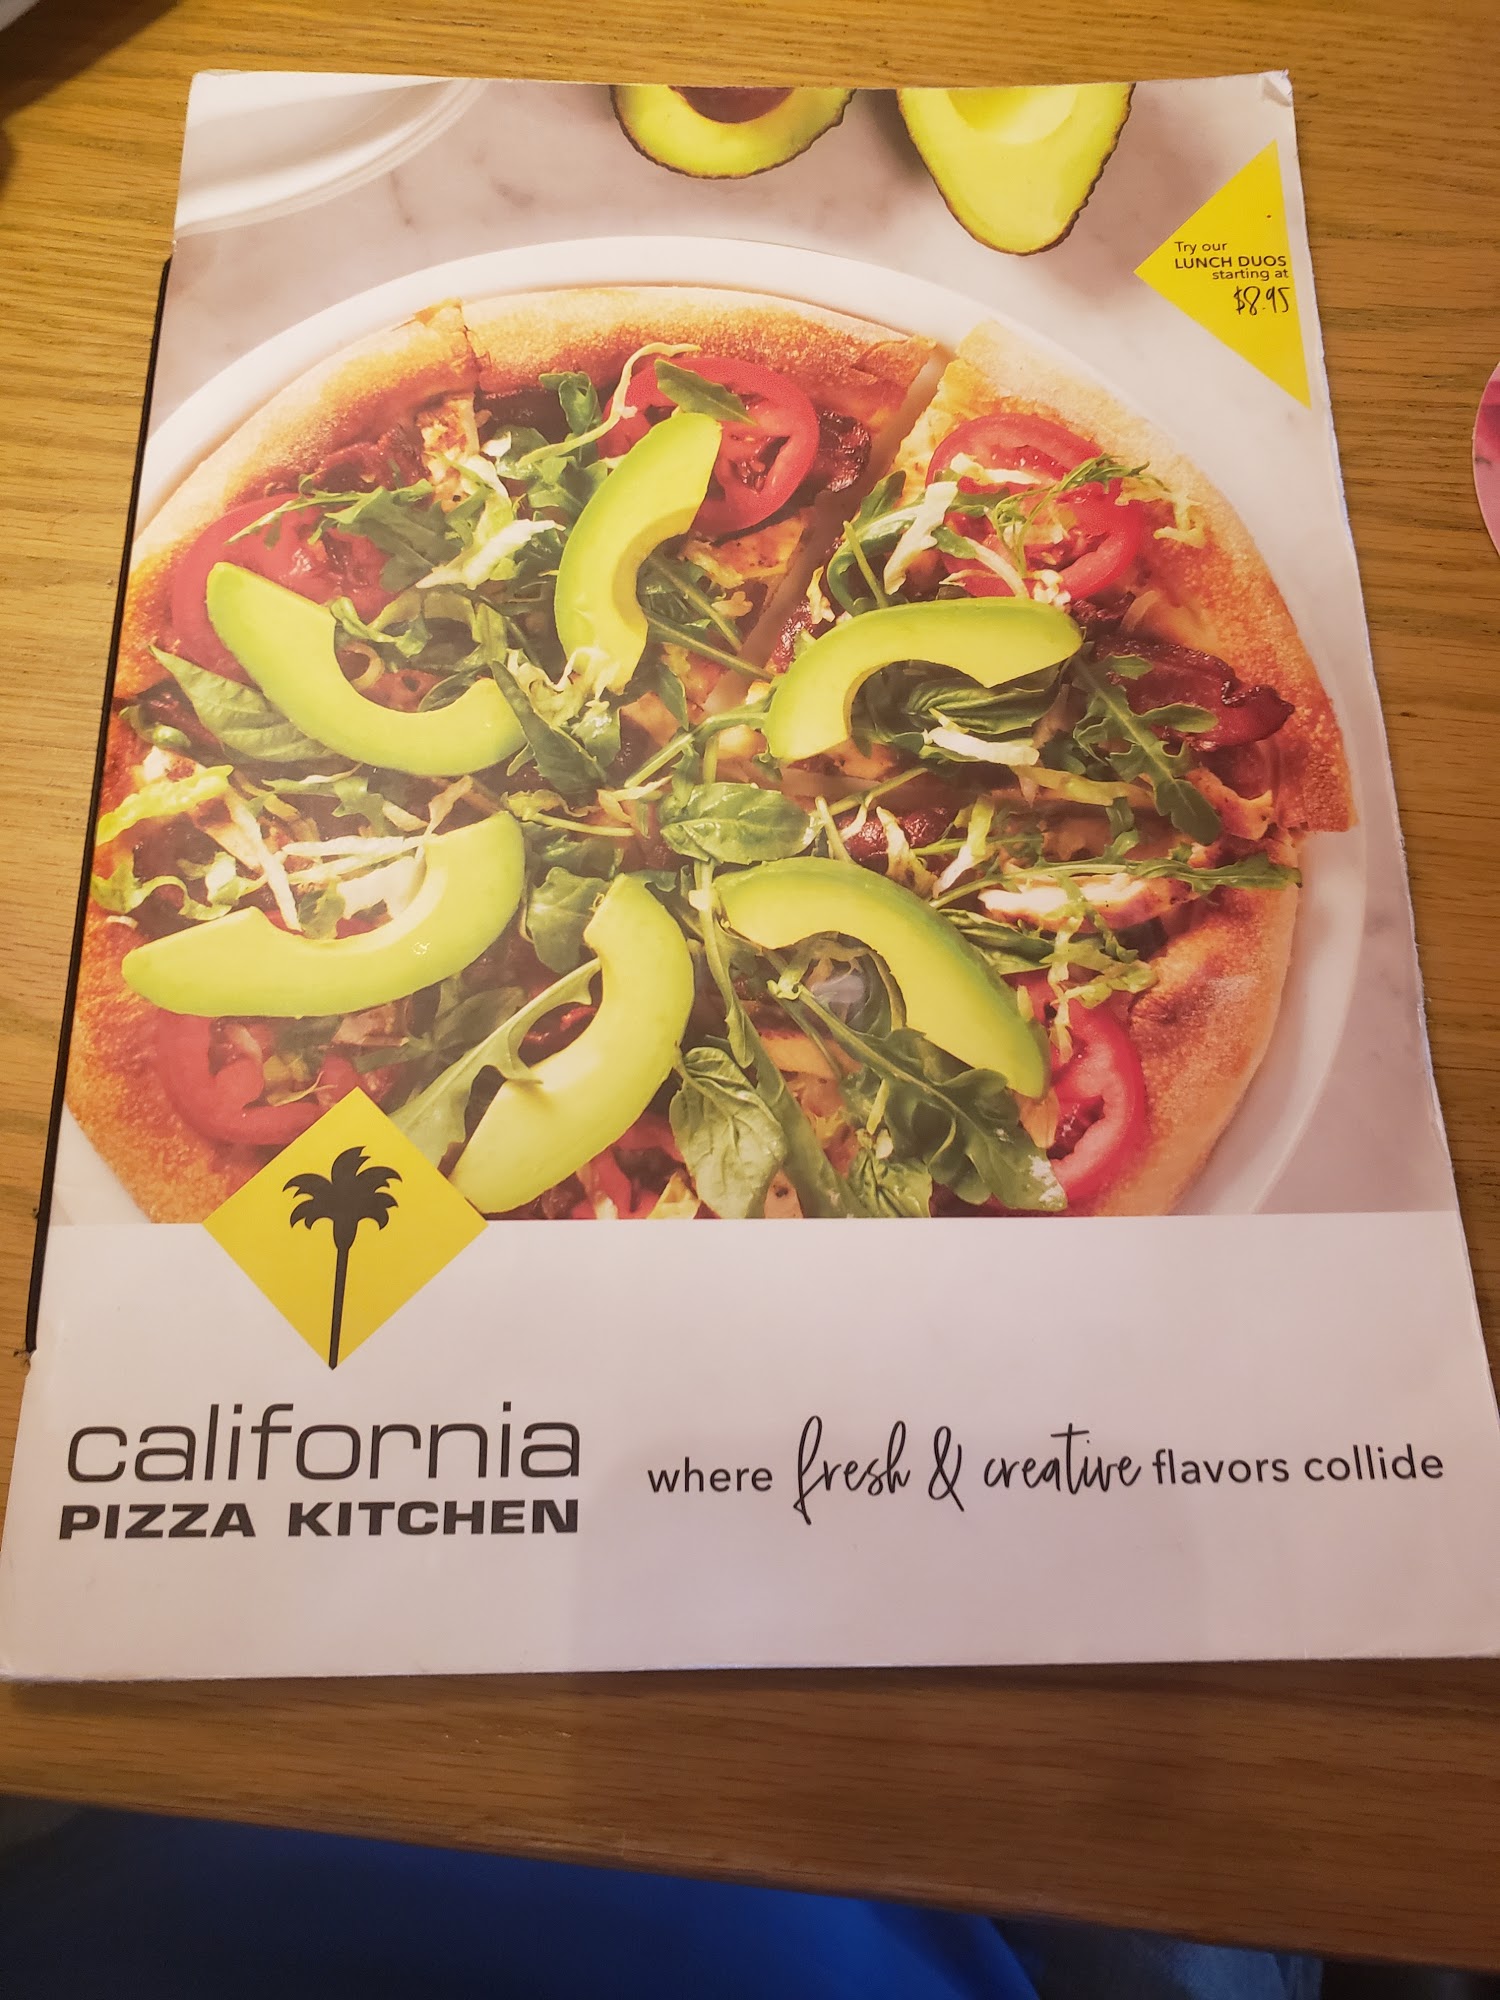 Try our
LUNCH DUOS
starting at
$8.95
california
PIZZA KITCHEN
where fresh & creative flavors collide